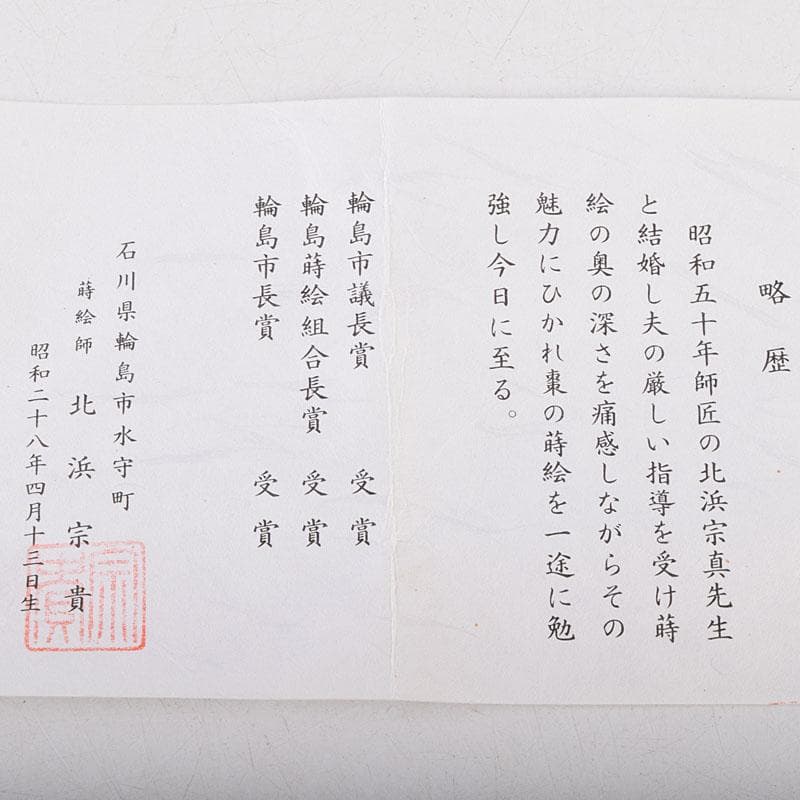 略歴
昭和五十年師匠の北浜宗真先生
と結婚し夫の厳しい指導を受け蒔
絵の奥の深さを痛感しながらその
魅力にひかれ棗の蒔絵を一途に勉
強し今日に至る。
輪島市議長賞　受賞
輪島蒔絵組合長賞　受賞
輪島市長賞　受賞
石川県輪島市水守町
蒔絵師　北浜宗貴
昭和二十八年四月十三日生
宗貴